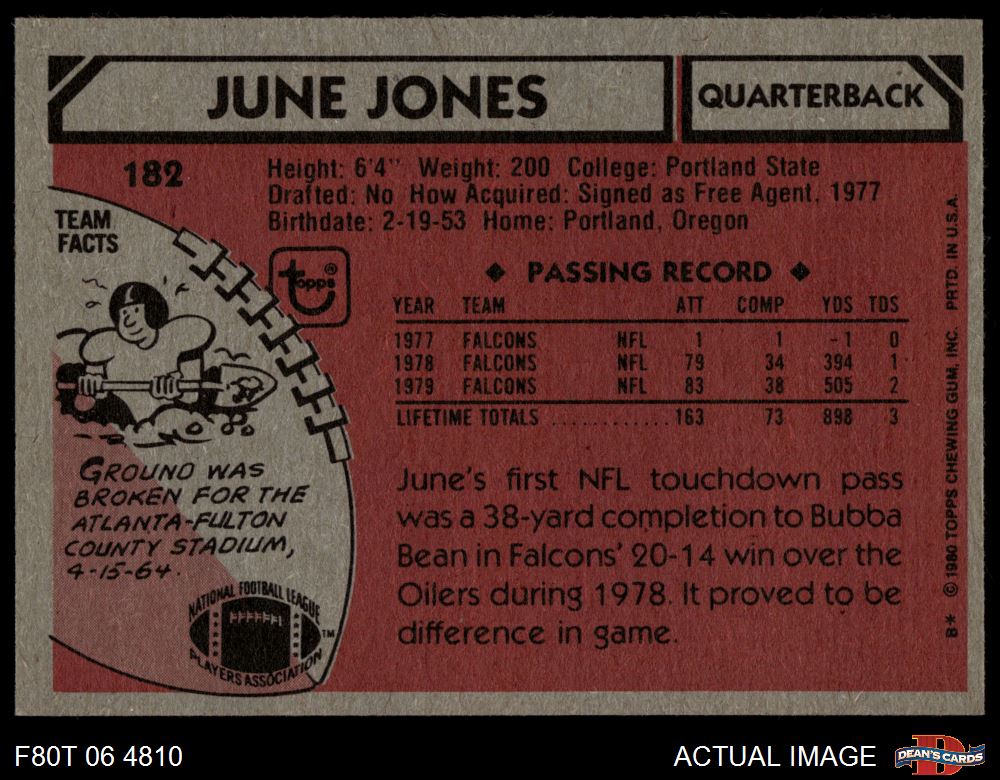 JUNE JONES
QUARTERBACK
182
Height: 6'4" Weight: 200 College: Portland State
Drafted: No How Acquired: Signed as Free Agent, 1977
Birthdate: 2-19-53 Home: Portland, Oregon
TEAM
FACTS
topps®
◆ PASSING RECORD ◆
YEAR TEAM ATT COMP YDS TDS
1977 FALCONS NFL 1 1 -1 0
1978 FALCONS NFL 79 34 394 1
1979 FALCONS NFL 83 38 505 2
LIFETIME TOTALS ............ 163 73 898 3
GROUND WAS
BROKEN FOR THE
ATLANTA-FULTON
COUNTY STADIUM,
4-15-64.
NATIONAL FOOTBALL LEAGUE
PLAYERS ASSOCIATION
TM
June's first NFL touchdown pass
was a 38-yard completion to Bubba
Bean in Falcons' 20-14 win over the
Oilers during 1978. It proved to be
difference in game.
B* © 1980 TOPPS CHEWING GUM, INC. PRTD. IN U.S.A.
F80T 06 4810
ACTUAL IMAGE
D
DEAN'S CARDS